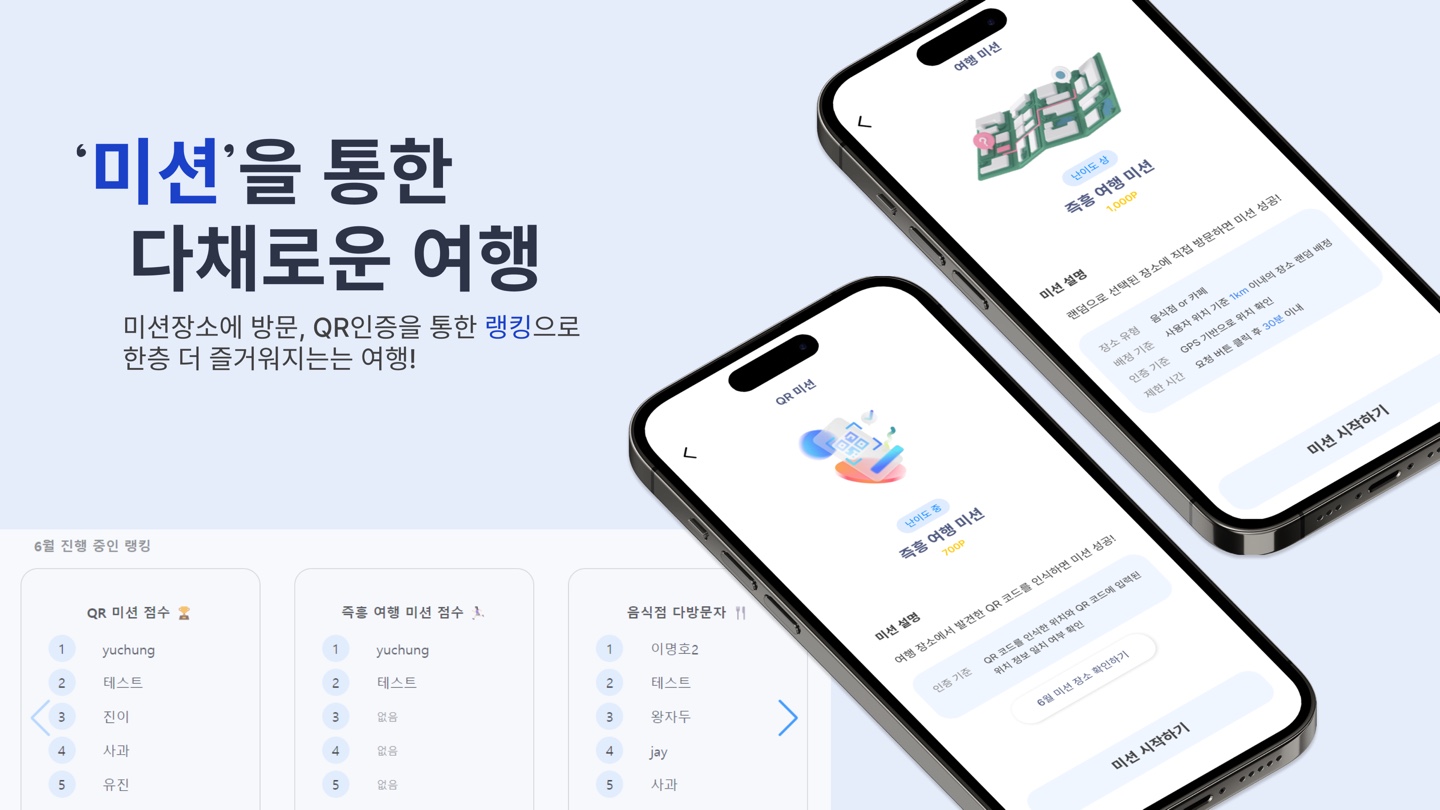 ‘미션’을 통한
다채로운 여행
미션장소에 방문, QR인증을 통한 랭킹으로
한층 더 즐거워지는는 여행!
여행 미션
난이도 상
즉흥 여행 미션
1,000P
미션 설명
랜덤으로 선택된 장소에 직접 방문하면 미션 성공!
장소 유형 음식점 or 카페
배정 기준 사용자 위치 기준 1km 이내의 장소 랜덤 배정
인증 기준 GPS 기반으로 위치 확인
제한 시간 요청 버튼 클릭 후 30분 이내
미션 시작하기
QR 미션
난이도 중
즉흥 여행 미션
700P
미션 설명
여행 장소에서 발견한 QR 코드를 인식하면 미션 성공!
인증 기준 QR 코드를 인식한 위치와 QR 코드에 입력된
위치 정보 일치 여부 확인
6월 미션 장소 확인하기
미션 시작하기
6월 진행 중인 랭킹
QR 미션 점수
1 yuchung
2 테스트
3 진이
4 사과
5 유진
즉흥 여행 미션 점수
1 yuchung
2 테스트
3 없음
4 없음
5 없음
음식점 다방문자
1 이명호2
2 테스트
3 왕자두
4 jay
5 사과